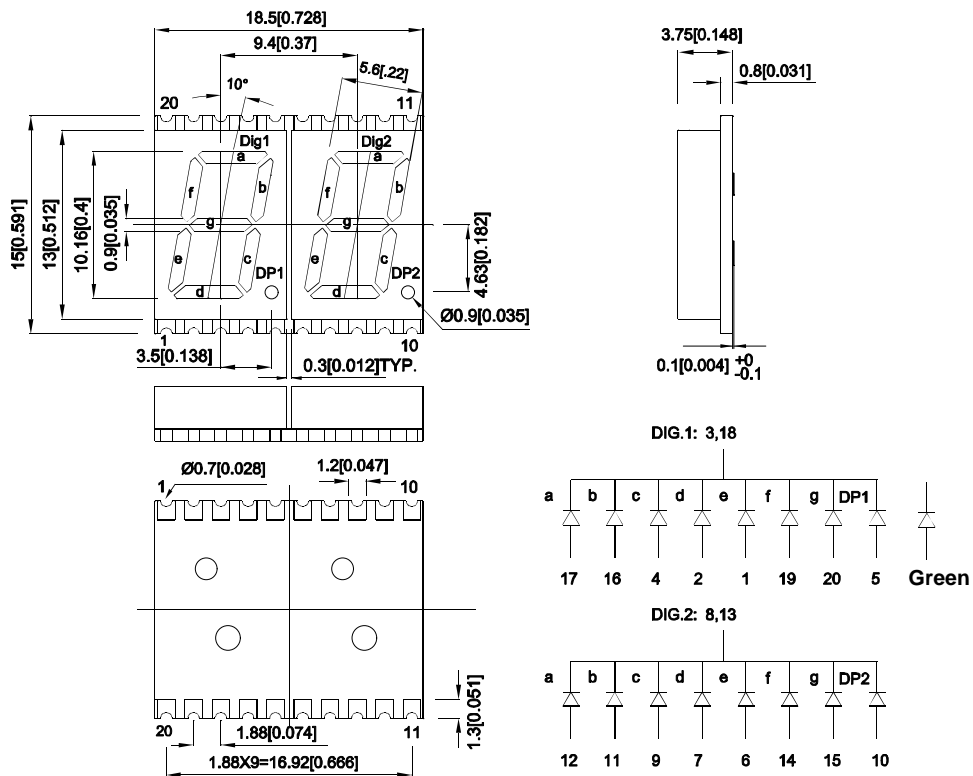 18.5[0.728]
9.4[0.37]
5.6[.22]
10°
20
11
Dig1
Dig2
a
a
f
b
f
b
g
g
e
c
e
c
DP1
DP2
d
d
15[0.591]
13[0.512]
10.16[0.4]
0.9[0.035]
4.63[0.182]
Ø0.9[0.035]
1
10
3.5[0.138]
0.3[0.012]TYP.
3.75[0.148]
0.8[0.031]
0.1[0.004] +0
-0.1
Ø0.7[0.028]
1.2[0.047]
1
10
20
11
1.88[0.074]
1.88X9=16.92[0.666]
1.3[0.051]
DIG.1: 3,18
a b c d e f g DP1
17 16 4 2 1 19 20 5 Green
DIG.2: 8,13
a b c d e f g DP2
12 11 9 7 6 14 15 10